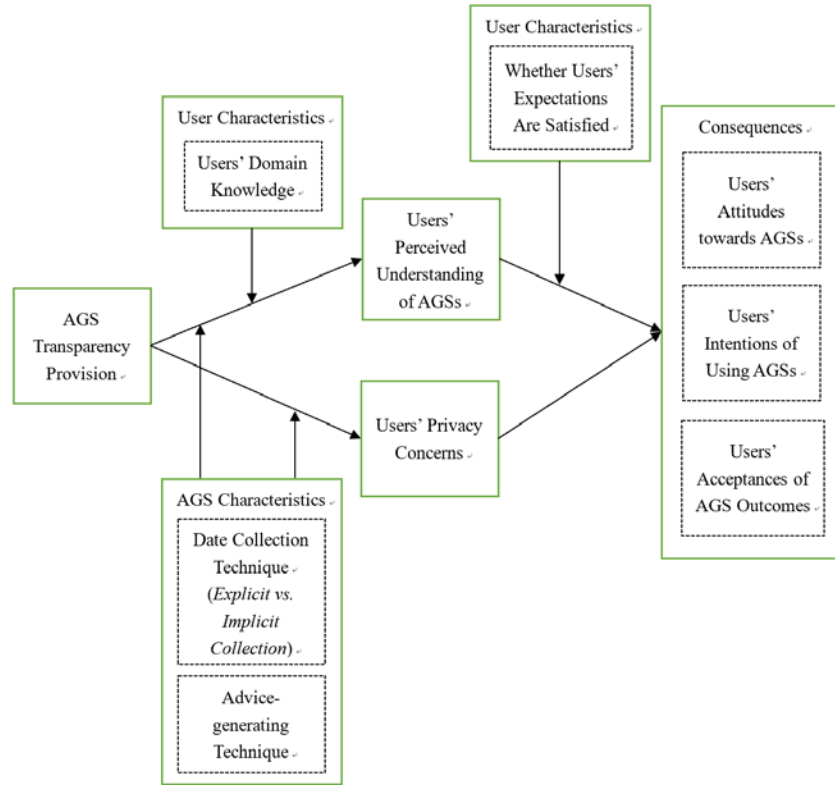 User Characteristics
Whether Users'
Expectations
Are Satisfied
User Characteristics
Users' Domain
Knowledge
Consequences
Users'
Attitudes
towards AGSs
Users'
Intentions of
Using AGSs
Users'
Acceptances of
AGS Outcomes
Users'
Perceived
Understanding
of AGSs
AGS
Transparency
Provision
Users' Privacy
Concerns
AGS Characteristics
Date Collection
Technique
(Explicit vs.
Implicit
Collection)
Advice-
generating
Technique